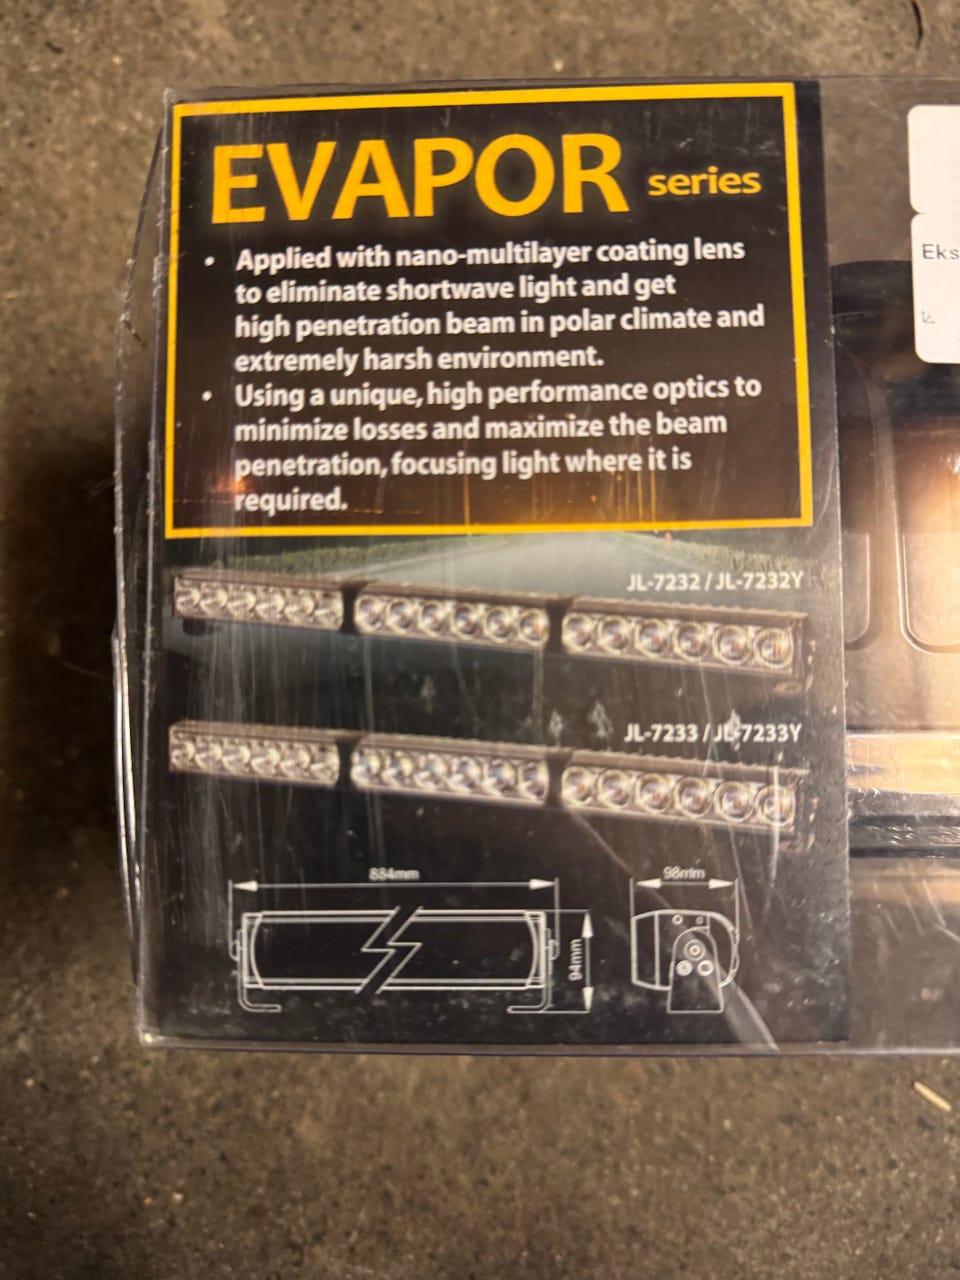 EVAPOR series
• Applied with nano-multilayer coating lens
to eliminate shortwave light and get
high penetration beam in polar climate and
extremely harsh environment.
• Using a unique, high performance optics to
minimize losses and maximize the beam
penetration, focusing light where it is
required.
Eks
JL-7232 / JL-7232Y
JL-7233 / JL-7233Y
884mm
98mm
94mm